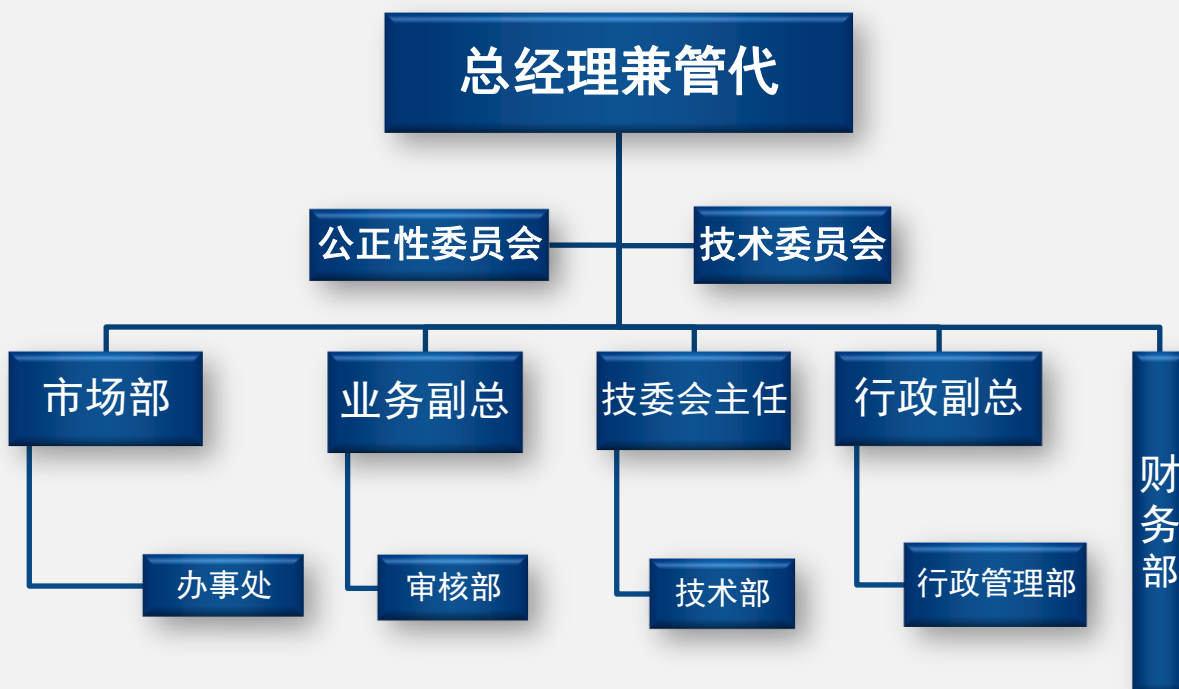 总经理兼管代
公正性委员会
技术委员会
市场部
业务副总
技委会主任
行政副总
财务部
办事处
审核部
技术部
行政管理部